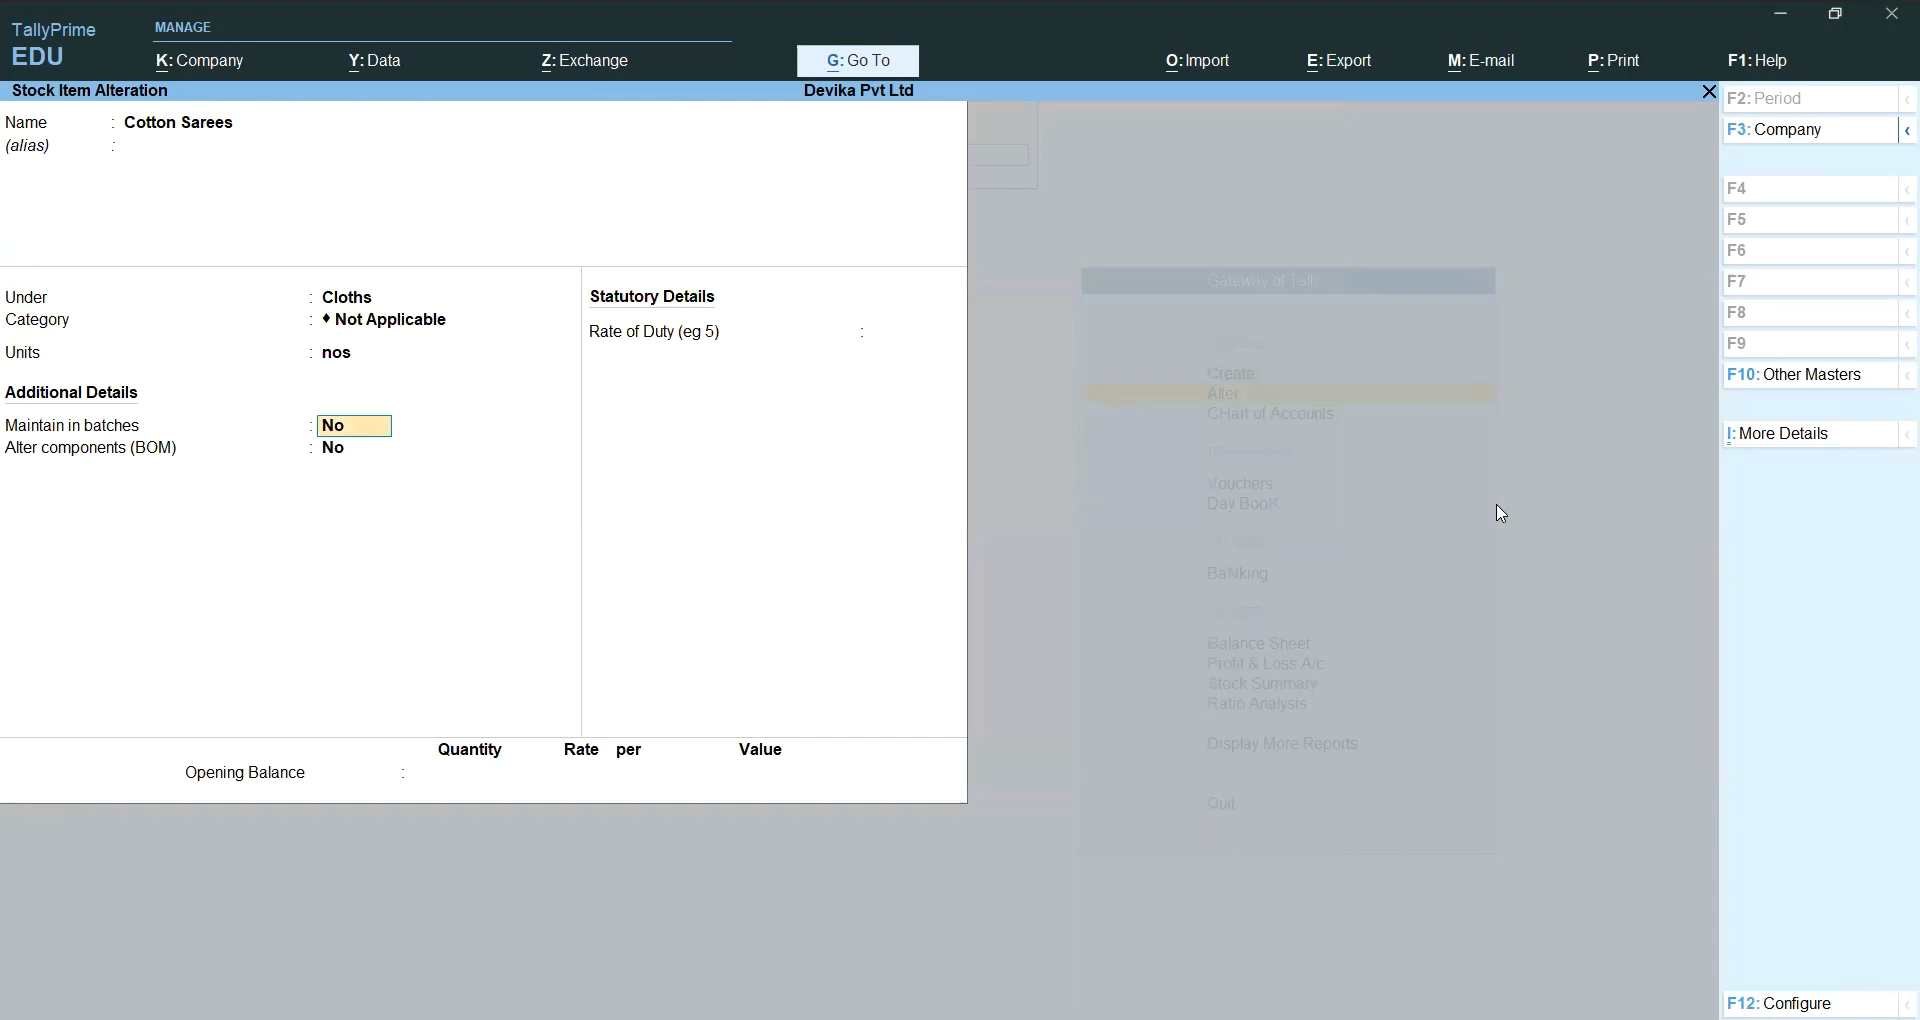 TallyPrime
EDU
MANAGE
K: Company
Y: Data
Z: Exchange
G: Go To
O: Import
E: Export
M: E-mail
P: Print
F1: Help
Stock Item Alteration
Devika Pvt Ltd
Name : Cotton Sarees
(alias) :
Under : Cloths
Category : ♦ Not Applicable
Units : nos
Additional Details
Maintain in batches : No
Alter components (BOM) : No
Statutory Details
Rate of Duty (eg 5) :
Quantity Rate per Value
Opening Balance :
Gateway of Tally
Create
Alter
CHart of Accounts
Vouchers
Day BooK
BaNking
Balance Sheet
Profit & Loss A/c
Stock Summary
Ratio Analysis
Display More Reports
Quit
F2: Period
F3: Company
F4
F5
F6
F7
F8
F9
F10: Other Masters
I: More Details
F12: Configure